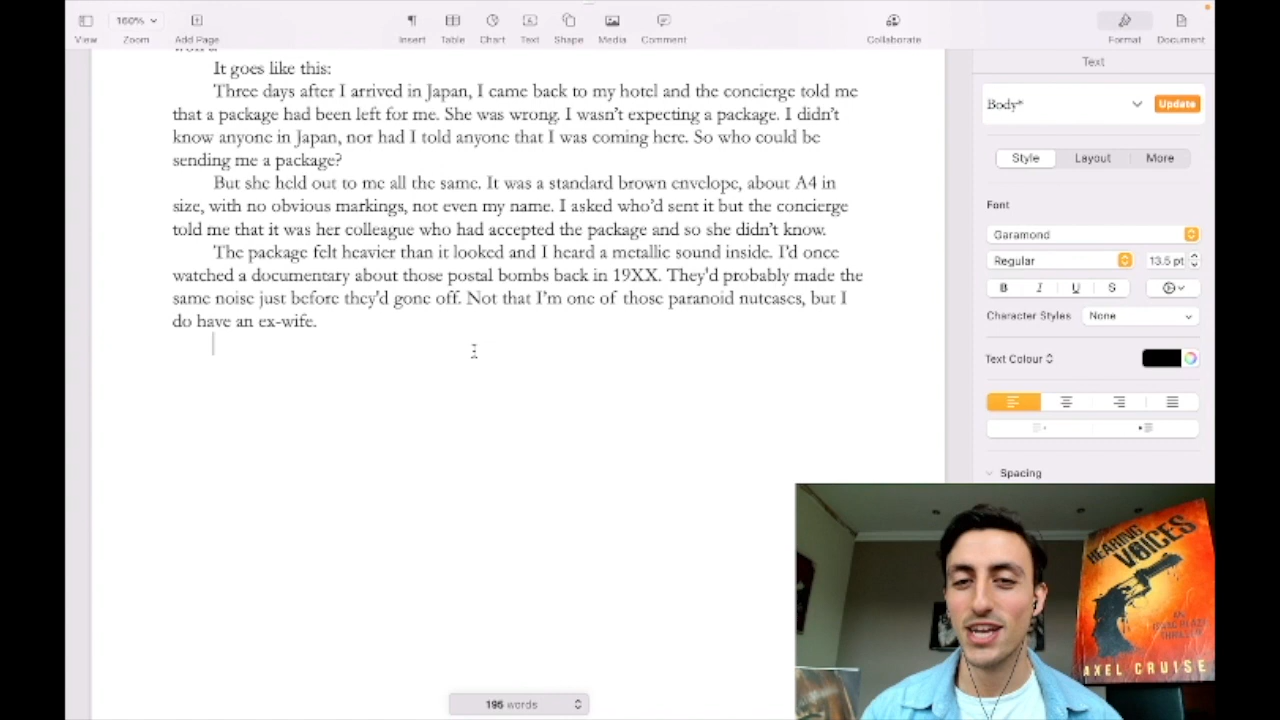 160%
View
Zoom
Add Page
Insert
Table
Chart
Text
Shape
Media
Comment
Collaborate
Format
Document
It goes like this:
Three days after I arrived in Japan, I came back to my hotel and the concierge told me
that a package had been left for me. She was wrong. I wasn't expecting a package. I didn't
know anyone in Japan, nor had I told anyone that I was coming here. So who could be
sending me a package?
But she held out to me all the same. It was a standard brown envelope, about A4 in
size, with no obvious markings, not even my name. I asked who'd sent it but the concierge
told me that it was her colleague who had accepted the package and so she didn't know.
The package felt heavier than it looked and I heard a metallic sound inside. I'd once
watched a documentary about those postal bombs back in 19XX. They'd probably made the
same noise just before they'd gone off. Not that I'm one of those paranoid nutcases, but I
do have an ex-wife.
196 words
Text
Body*
Update
Style
Layout
More
Font
Garamond
Regular
13.5 pt
B I U S
Character Styles
None
Text Colour
Spacing
HEARING
VOICES
AN
ISAAC BLAZE
THRILLER
AXEL CRUISE